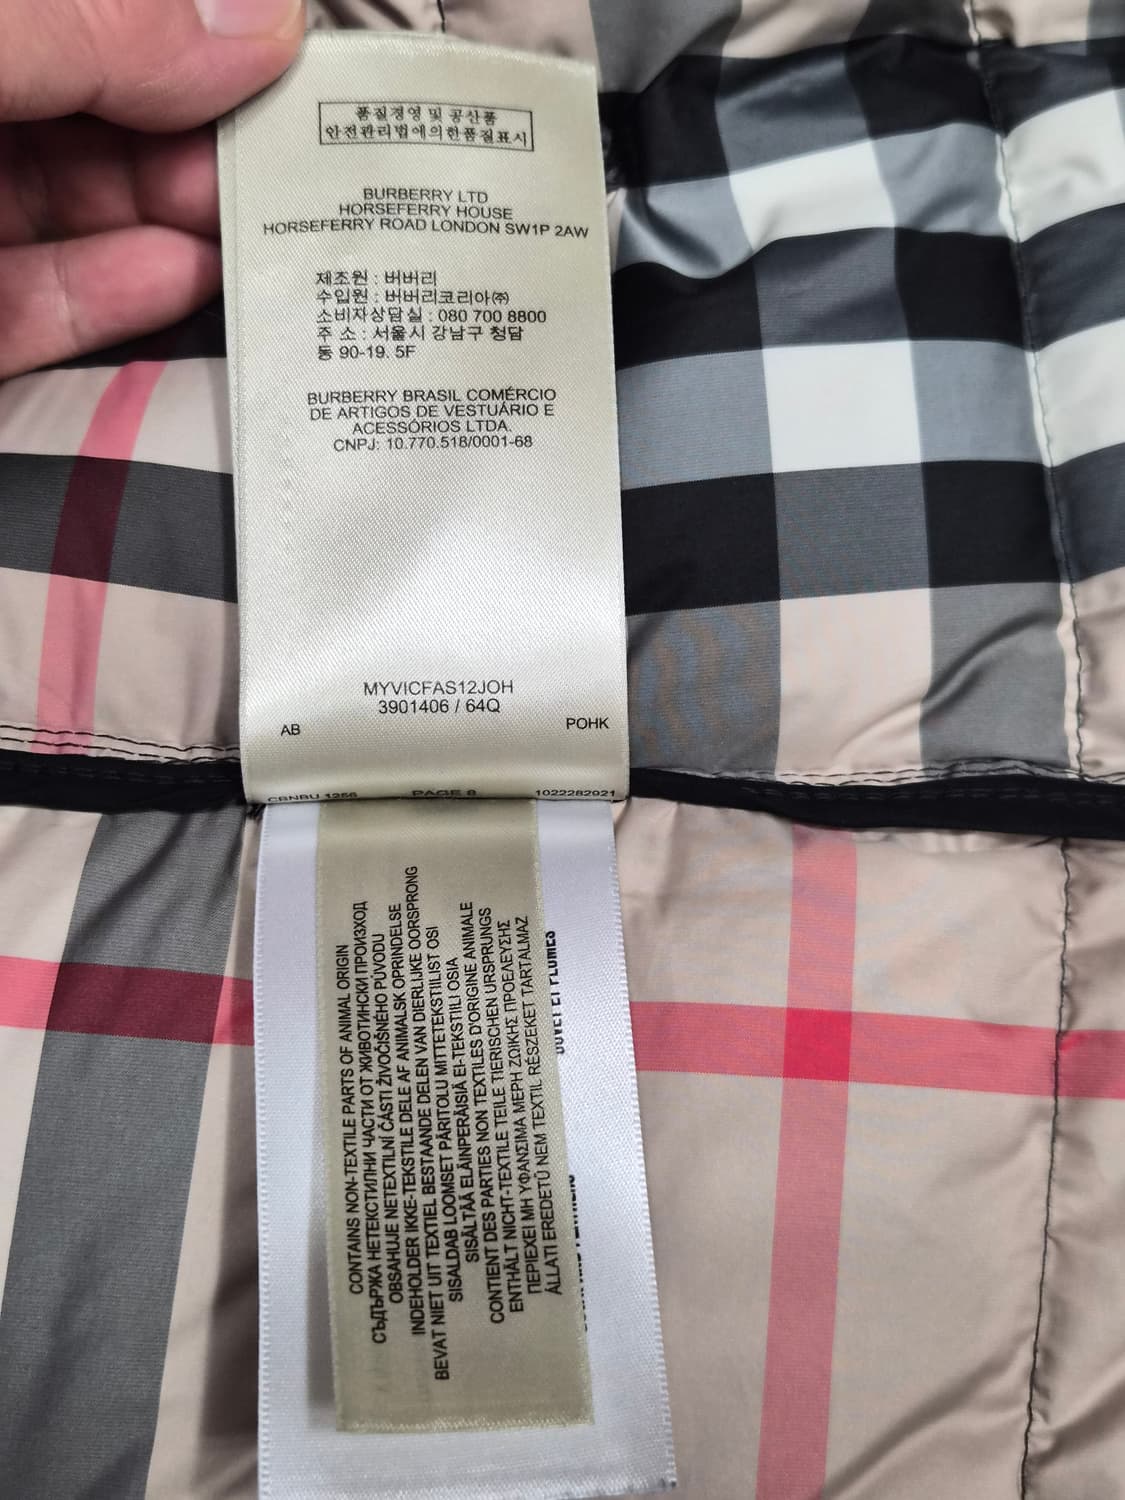 품질경영 및 공산품
안전관리법에의한품질표시
BURBERRY LTD
HORSEFERRY HOUSE
HORSEFERRY ROAD LONDON SW1P 2AW
제조원 : 버버리
수입원 : 버버리코리아㈜
소비자상담실 : 080 700 8800
주 소 : 서울시 강남구 청담
동 90-19. 5F
BURBERRY BRASIL COMÉRCIO
DE ARTIGOS DE VESTUÁRIO E
ACESSÓRIOS LTDA.
CNPJ: 10.770.518/0001-68
MYVICFAS12JOH
3901406 / 64Q
AB POHK
CBNBU 1256 PAGE 8 1022282921
CONTAINS NON-TEXTILE PARTS OF ANIMAL ORIGIN
СЪДЪРЖА НЕТЕКСТИЛНИ ЧАСТИ ОТ ЖИВОТИНСКИ ПРОИЗХОД
OBSAHUJE NETEXTILNÍ ČÁSTI ŽIVOČIŠNÉHO PŮVODU
INDEHOLDER IKKE-TEKSTILE DELE AF ANIMALSK OPRINDELSE
BEVAT NIET UIT TEXTIEL BESTAANDE DELEN VAN DIERLIJKE OORSPRONG
SISALDAB LOOMSET PÄRITOLU MITTETEKSTIILIST OSI
SISÄLTÄÄ ELÄINPERÄISIÄ EI-TEKSTIILI OSIA
CONTIENT DES PARTIES NON TEXTILES D'ORIGINE ANIMALE
ENTHÄLT NICHT-TEXTILE TEILE TIERISCHEN URSPRUNGS
ΠΕΡΙΕΧΕΙ ΜΗ ΥΦΑΝΣΙΜΑ ΜΕΡΗ ΖΩΙΚΗΣ ΠΡΟΕΛΕΥΣΗΣ
ÁLLATI EREDETŰ NEM TEXTIL RÉSZEKET TARTALMAZ
DUVET ET PLUMES